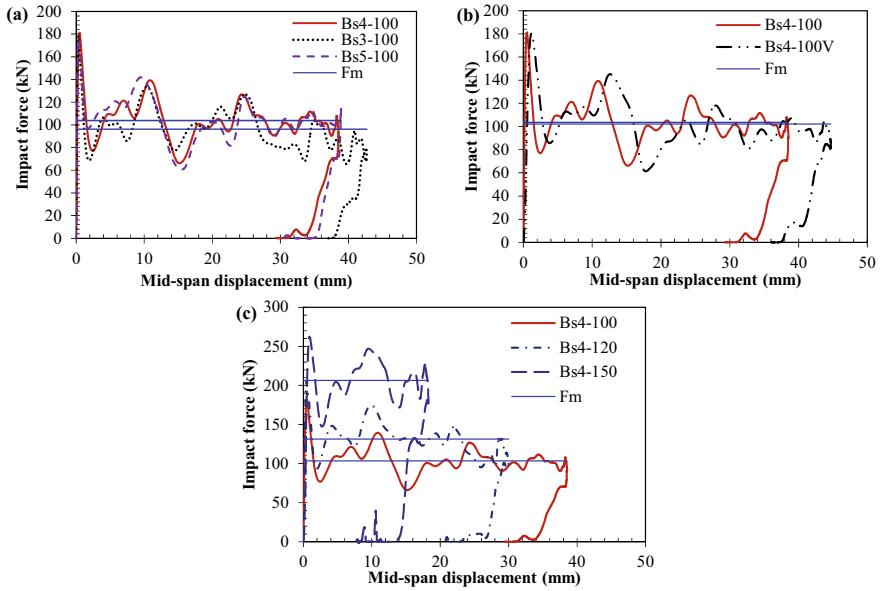 (a)
Bs4-100
Bs3-100
Bs5-100
Fm
200
180
160
140
120
100
80
60
40
20
0
Impact force (kN)
0 10 20 30 40 50
Mid-span displacement (mm)
(b)
Bs4-100
Bs4-100V
Fm
200
180
160
140
120
100
80
60
40
20
0
Impact force (kN)
0 10 20 30 40 50
Mid-span displacement (mm)
(c)
Bs4-100
Bs4-120
Bs4-150
Fm
300
250
200
150
100
50
0
Impact force (kN)
0 10 20 30 40 50
Mid-span displacement (mm)